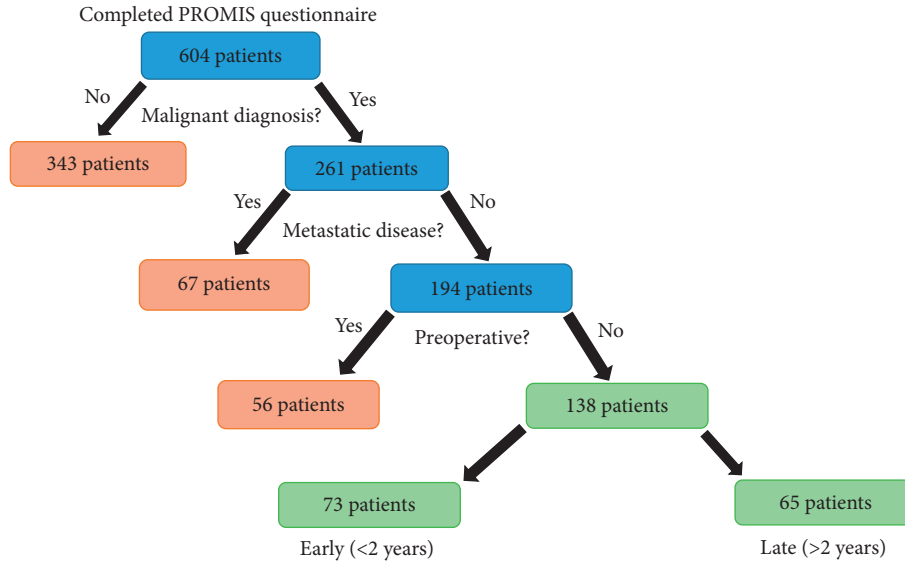 Completed PROMIS questionnaire
604 patients
No
Yes
Malignant diagnosis?
343 patients
261 patients
Yes
No
Metastatic disease?
67 patients
194 patients
Yes
No
Preoperative?
56 patients
138 patients
73 patients
65 patients
Early (<2 years)
Late (>2 years)